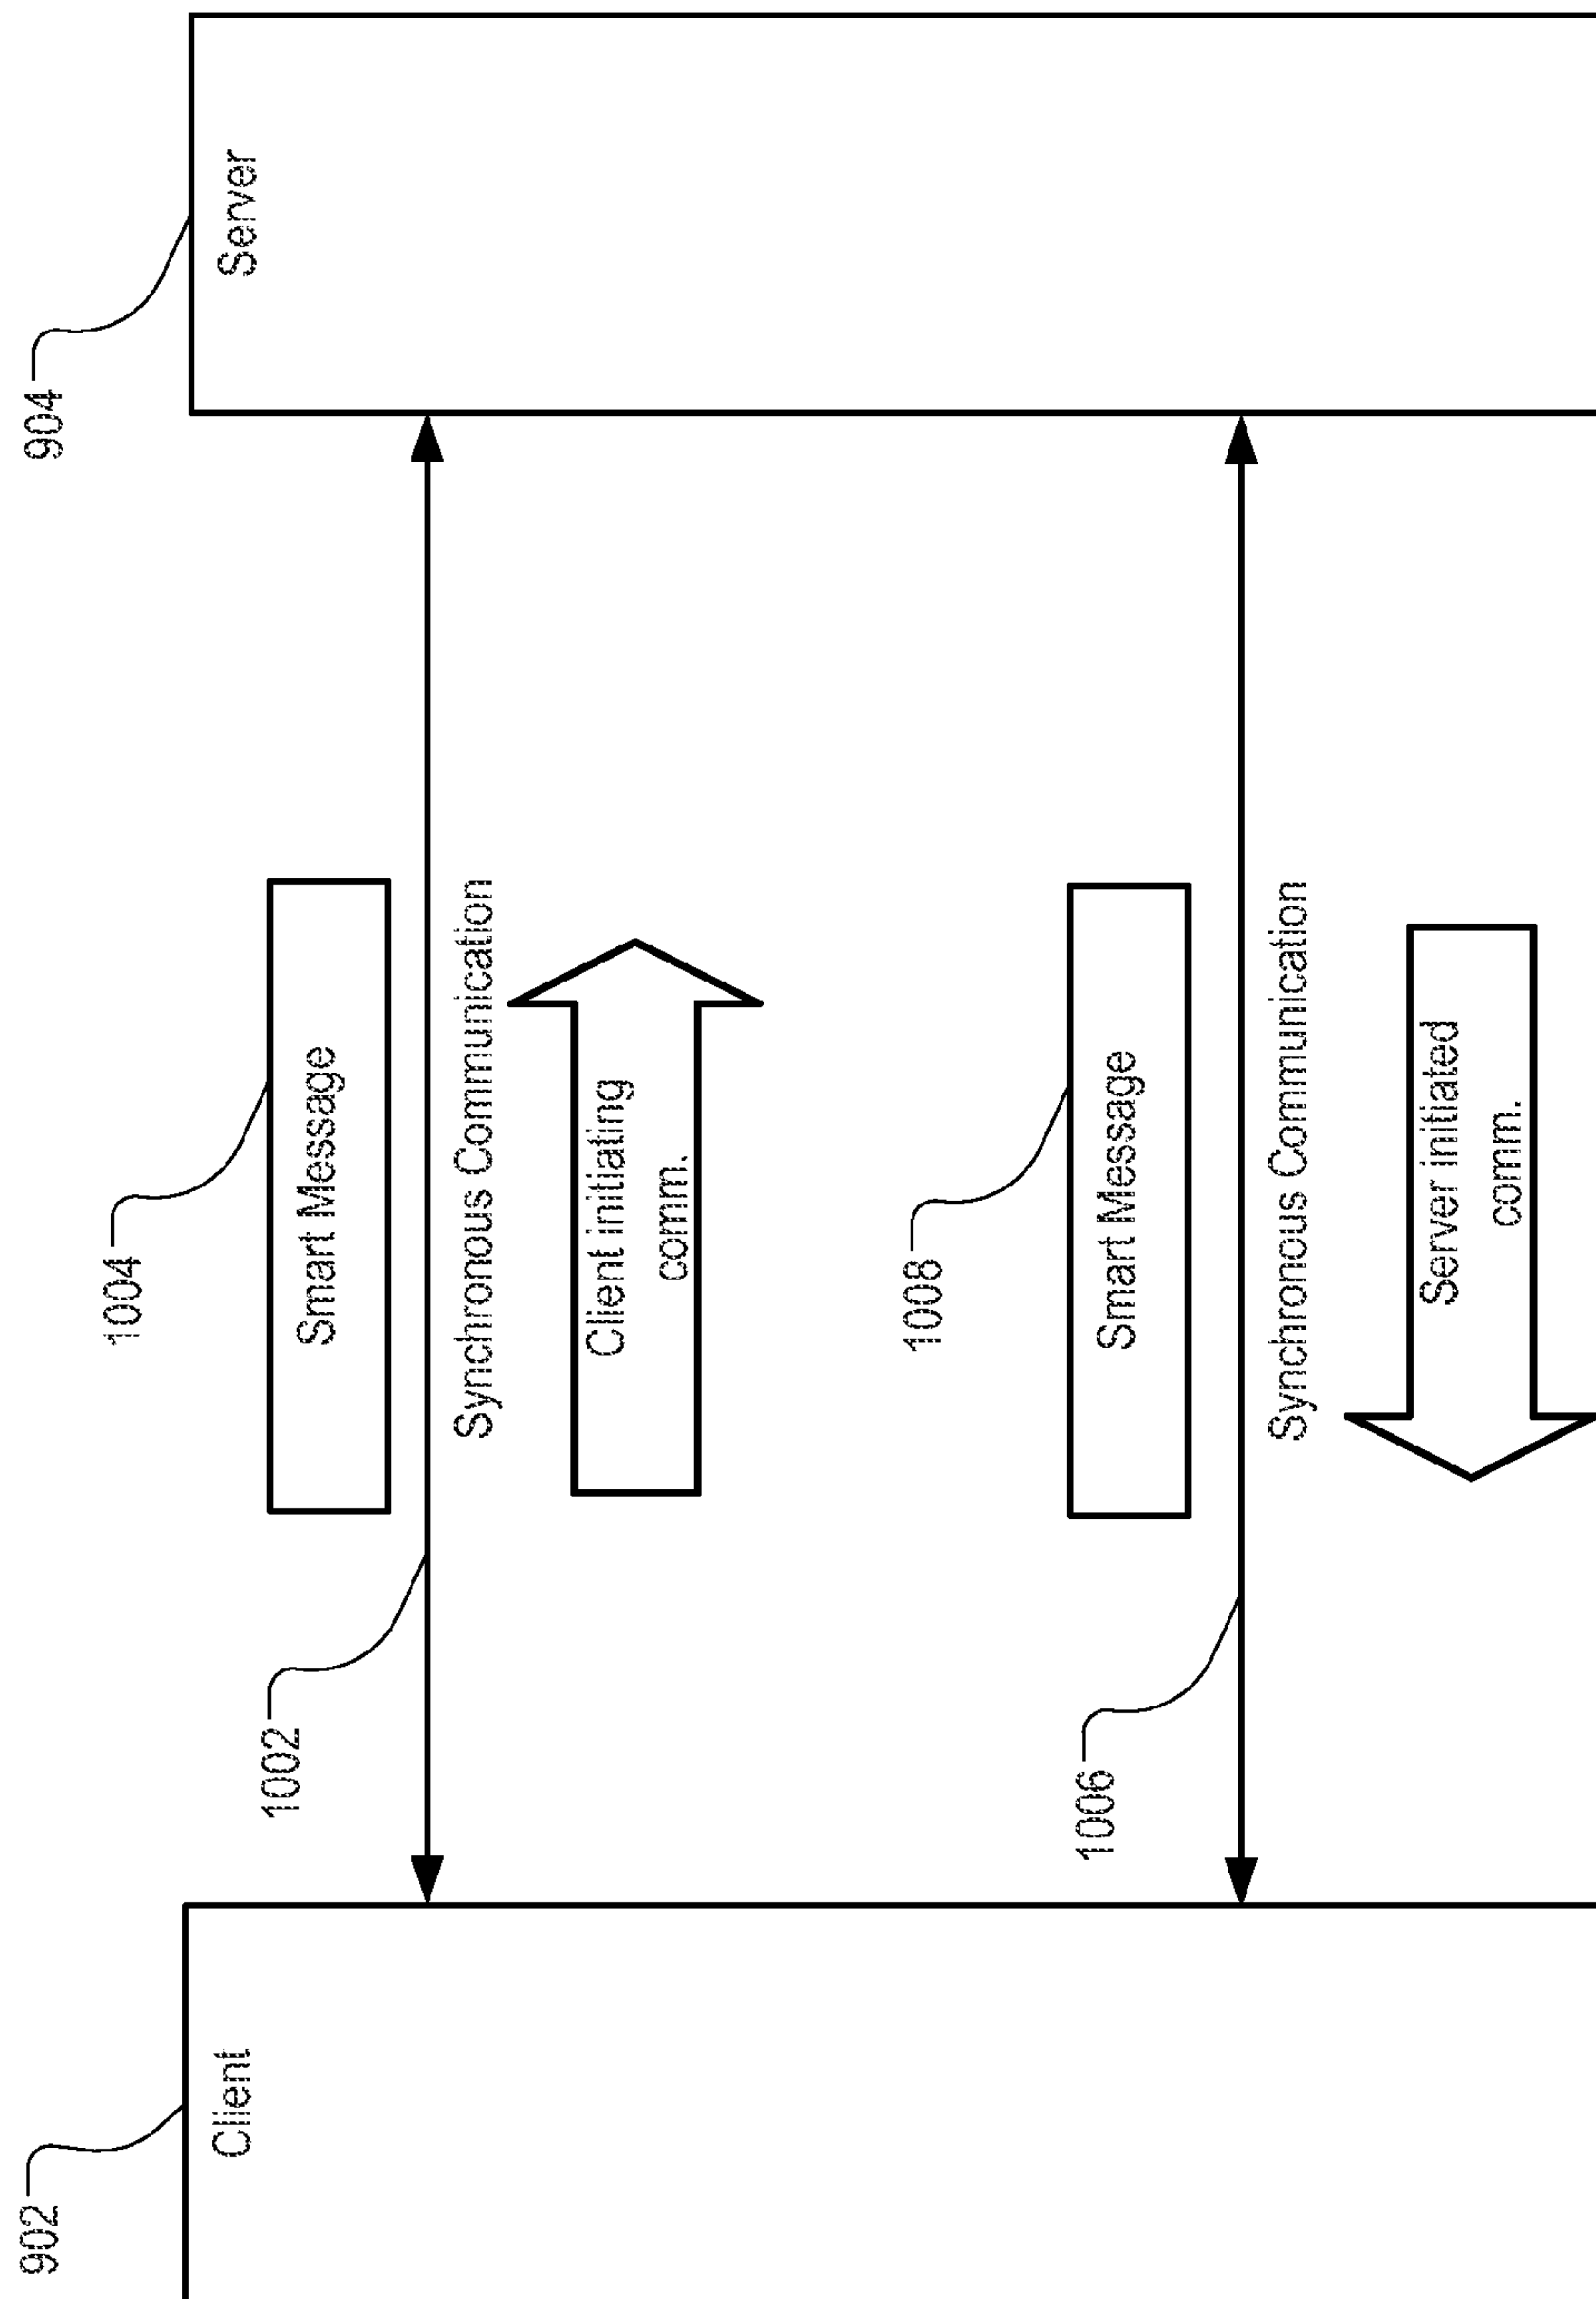 902
Client
904
Server
1004
Smart Message
1002
Synchronous Communication
Client initiating
comm.
1008
Smart Message
1006
Synchronous Communication
Server initiated
comm.